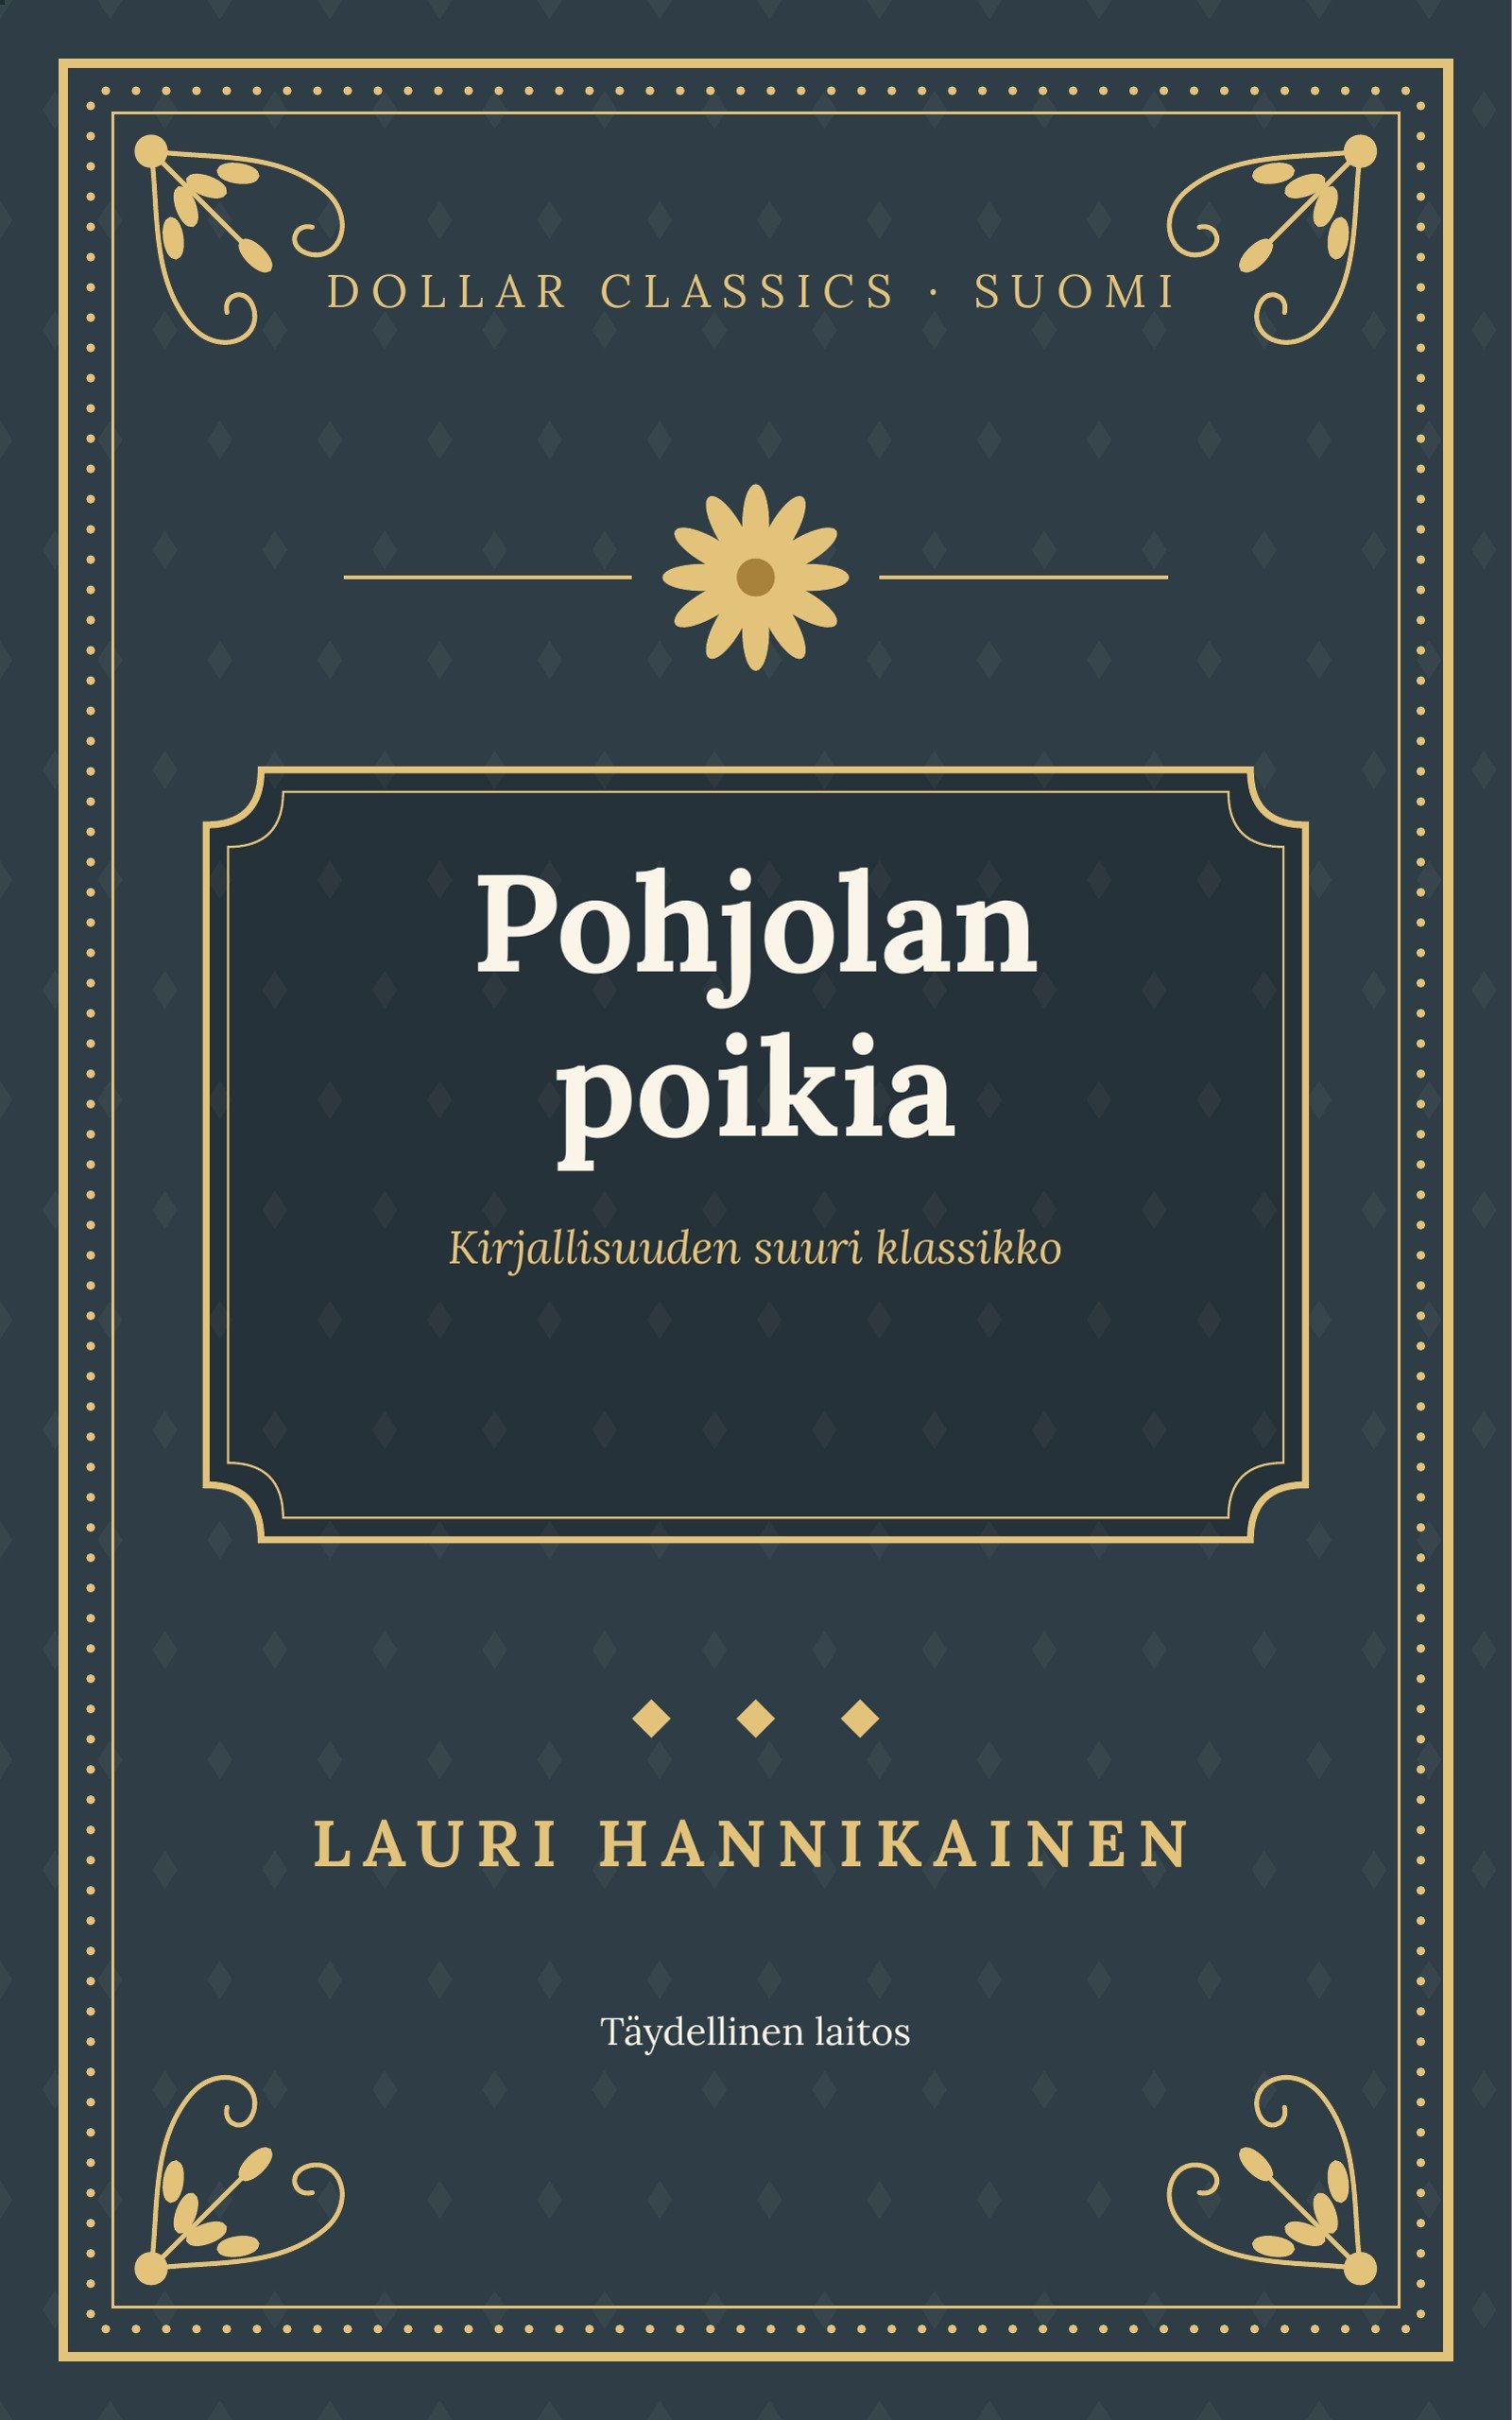 DOLLAR CLASSICS · SUOMI
Pohjolan
poikia
Kirjallisuuden suuri klassikko
LAURI HANNIKAINEN
Täydellinen laitos